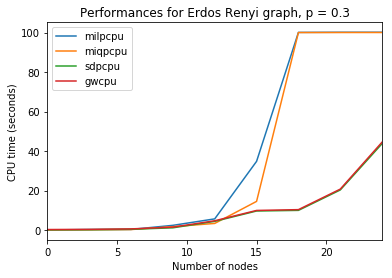 Performances for Erdos Renyi graph, p = 0.3
milpcpu
miqpcpu
sdpcpu
gwcpu
CPU time (seconds)
100
80
60
40
20
0
0 5 10 15 20
Number of nodes